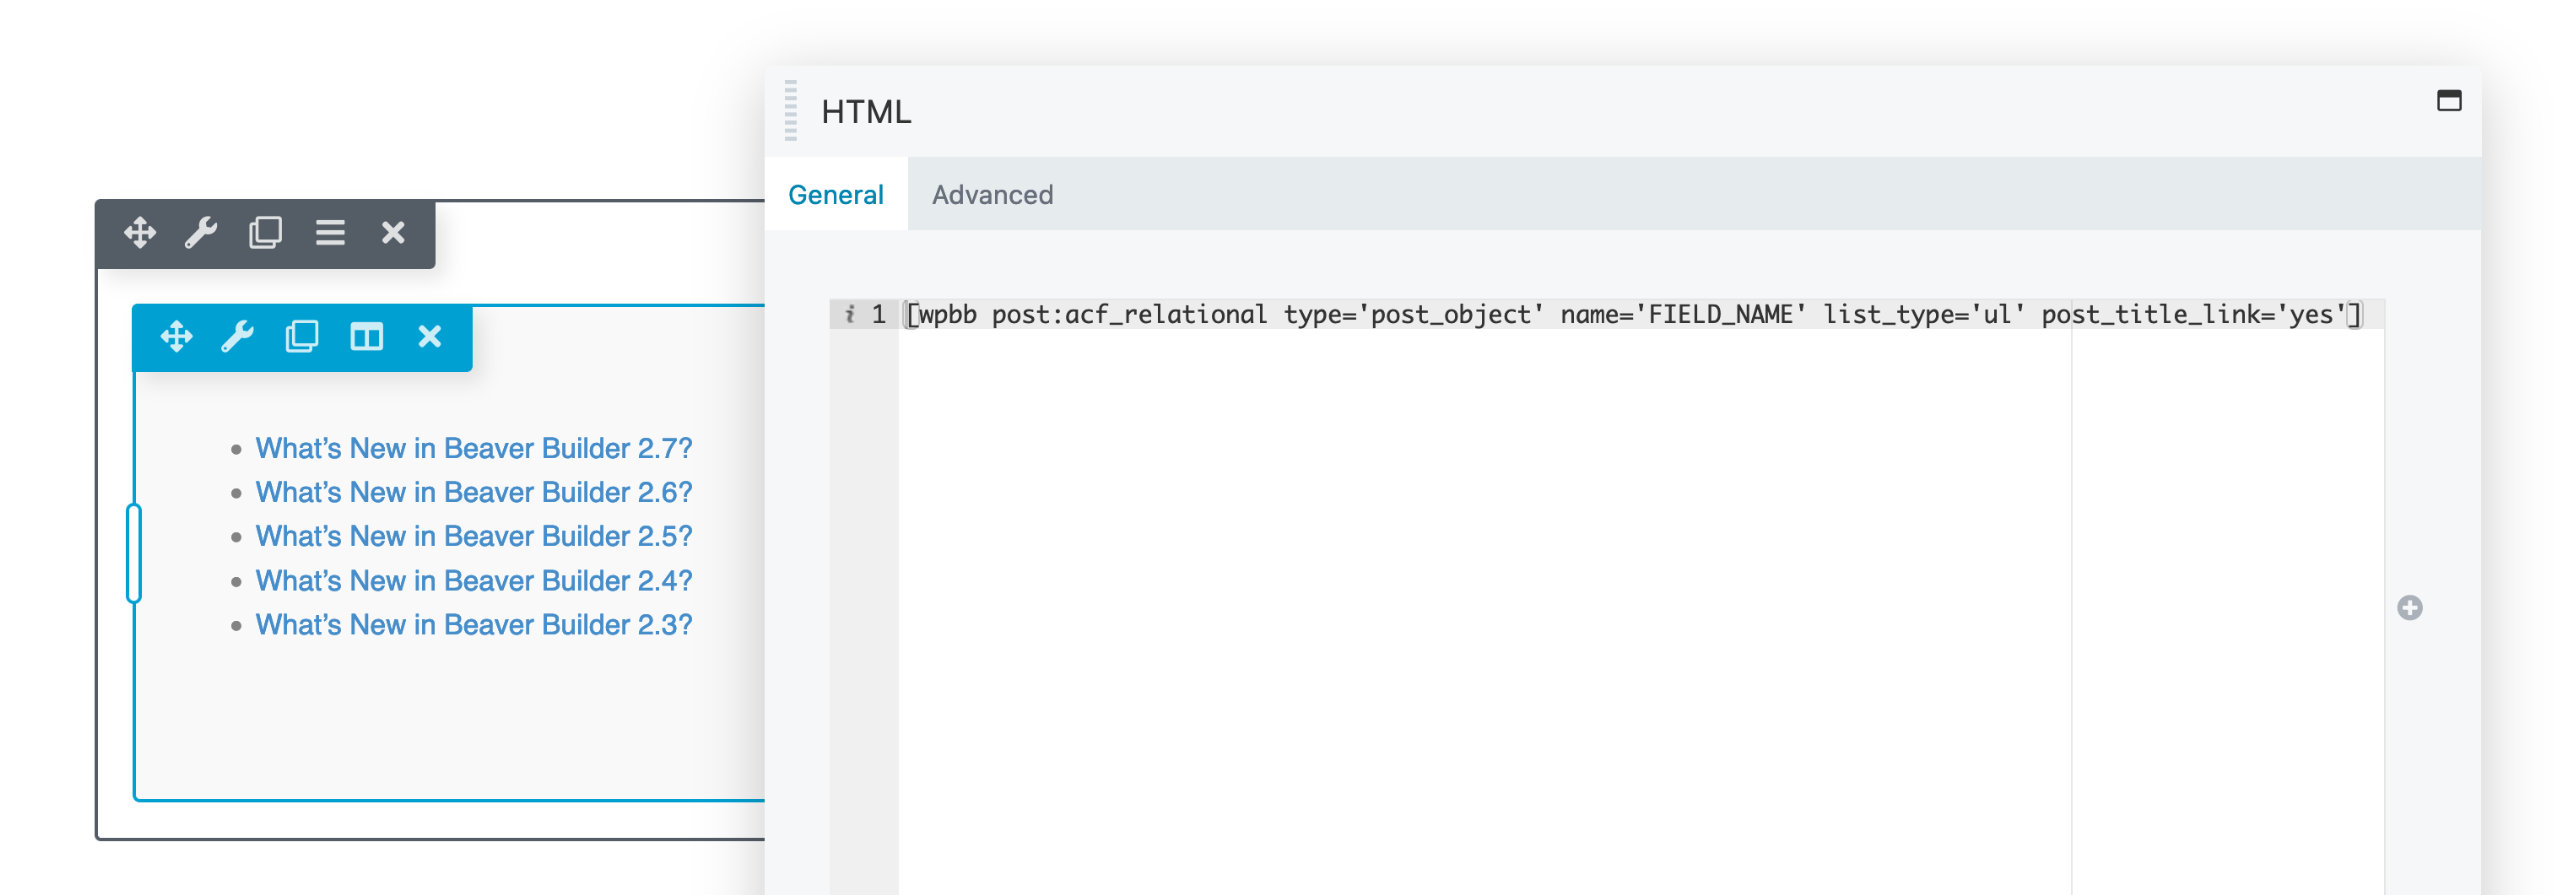 HTML
General
Advanced
1 [wpbb post:acf_relational type='post_object' name='FIELD_NAME' list_type='ul' post_title_link='yes']
What’s New in Beaver Builder 2.7?
What’s New in Beaver Builder 2.6?
What’s New in Beaver Builder 2.5?
What’s New in Beaver Builder 2.4?
What’s New in Beaver Builder 2.3?